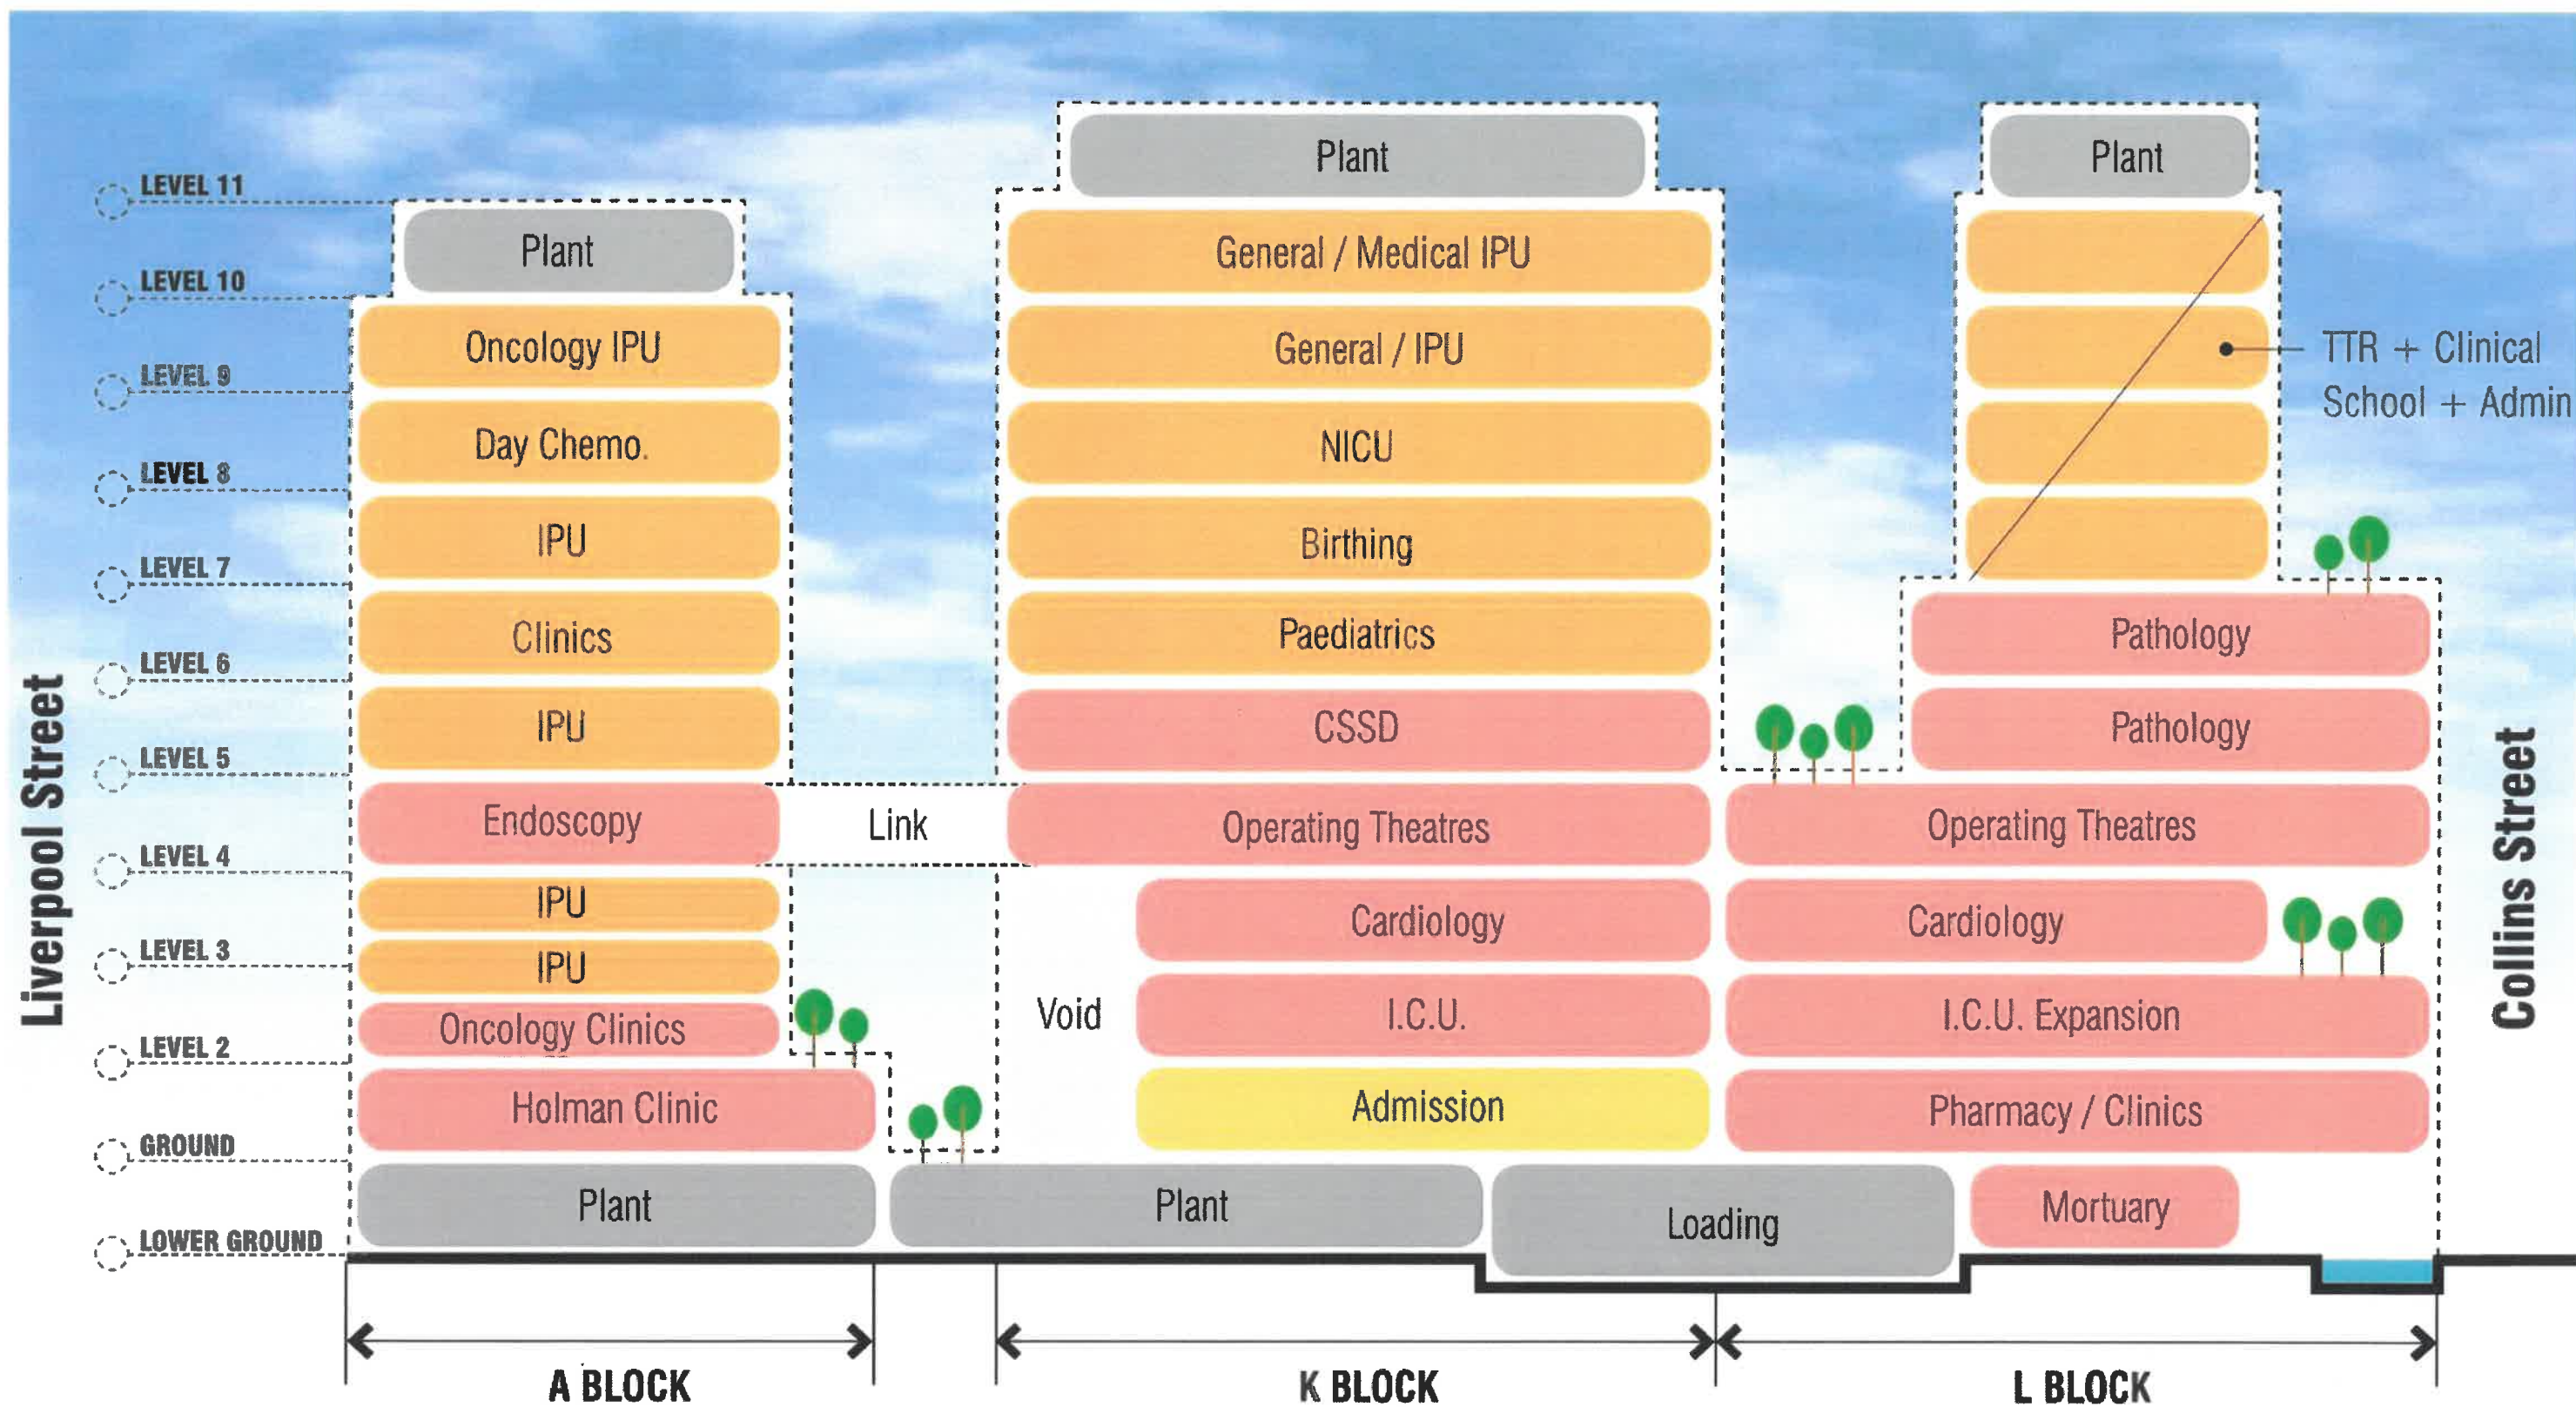 Liverpool Street
LEVEL 11
LEVEL 10
LEVEL 9
LEVEL 8
LEVEL 7
LEVEL 6
LEVEL 5
LEVEL 4
LEVEL 3
LEVEL 2
GROUND
LOWER GROUND
Plant
Oncology IPU
Day Chemo.
IPU
Clinics
IPU
Endoscopy
IPU
IPU
Oncology Clinics
Holman Clinic
Plant
A BLOCK
Link
Plant
General / Medical IPU
General / IPU
NICU
Birthing
Paediatrics
CSSD
Operating Theatres
Cardiology
Void
I.C.U.
Admission
Plant
Loading
K BLOCK
Plant
TTR + Clinical
School + Admin
Pathology
Pathology
Operating Theatres
Cardiology
I.C.U. Expansion
Pharmacy / Clinics
Mortuary
L BLOCK
Collins Street